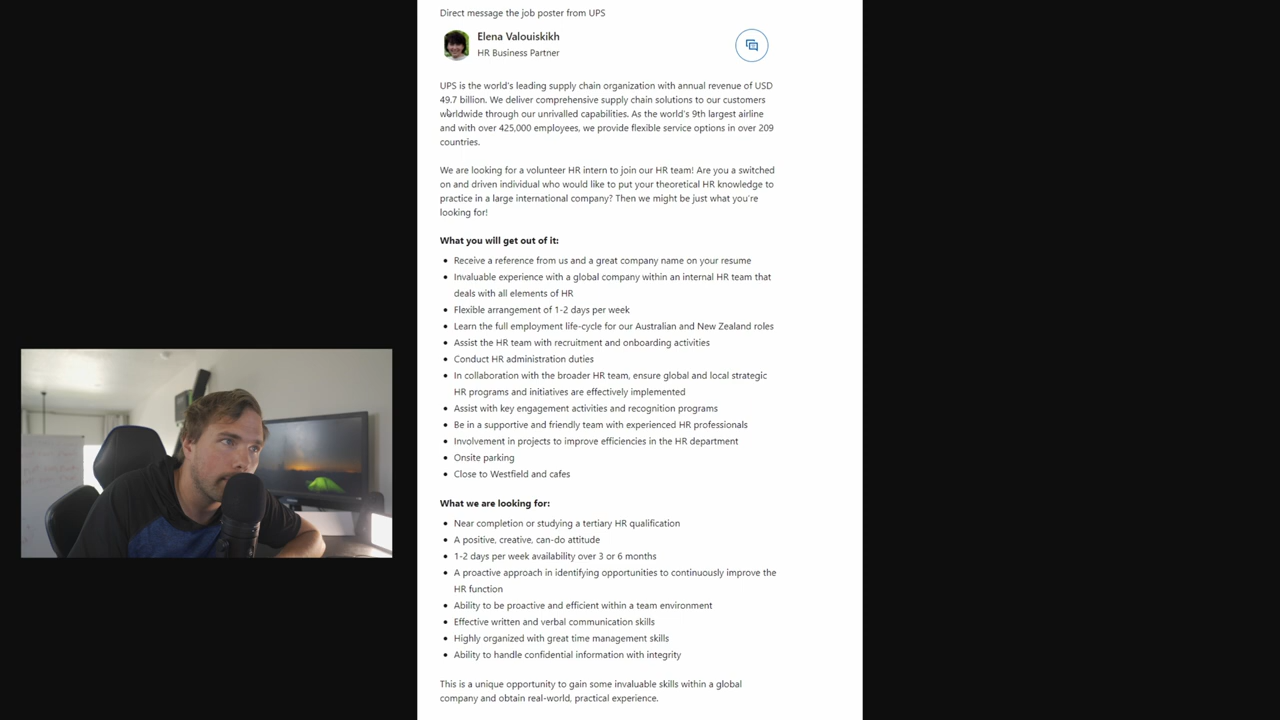 Direct message the job poster from UPS
Elena Valouiskikh
HR Business Partner
UPS is the world's leading supply chain organization with annual revenue of USD
49.7 billion. We deliver comprehensive supply chain solutions to our customers
worldwide through our unrivalled capabilities. As the world's 9th largest airline
and with over 425,000 employees, we provide flexible service options in over 209
countries.
We are looking for a volunteer HR intern to join our HR team! Are you a switched
on and driven individual who would like to put your theoretical HR knowledge to
practice in a large international company? Then we might be just what you're
looking for!
What you will get out of it:
• Receive a reference from us and a great company name on your resume
• Invaluable experience with a global company within an internal HR team that
deals with all elements of HR
• Flexible arrangement of 1-2 days per week
• Learn the full employment life-cycle for our Australian and New Zealand roles
• Assist the HR team with recruitment and onboarding activities
• Conduct HR administration duties
• In collaboration with the broader HR team, ensure global and local strategic
HR programs and initiatives are effectively implemented
• Assist with key engagement activities and recognition programs
• Be in a supportive and friendly team with experienced HR professionals
• Involvement in projects to improve efficiencies in the HR department
• Onsite parking
• Close to Westfield and cafes
What we are looking for:
• Near completion or studying a tertiary HR qualification
• A positive, creative, can-do attitude
• 1-2 days per week availability over 3 or 6 months
• A proactive approach in identifying opportunities to continuously improve the
HR function
• Ability to be proactive and efficient within a team environment
• Effective written and verbal communication skills
• Highly organized with great time management skills
• Ability to handle confidential information with integrity
This is a unique opportunity to gain some invaluable skills within a global
company and obtain real-world, practical experience.